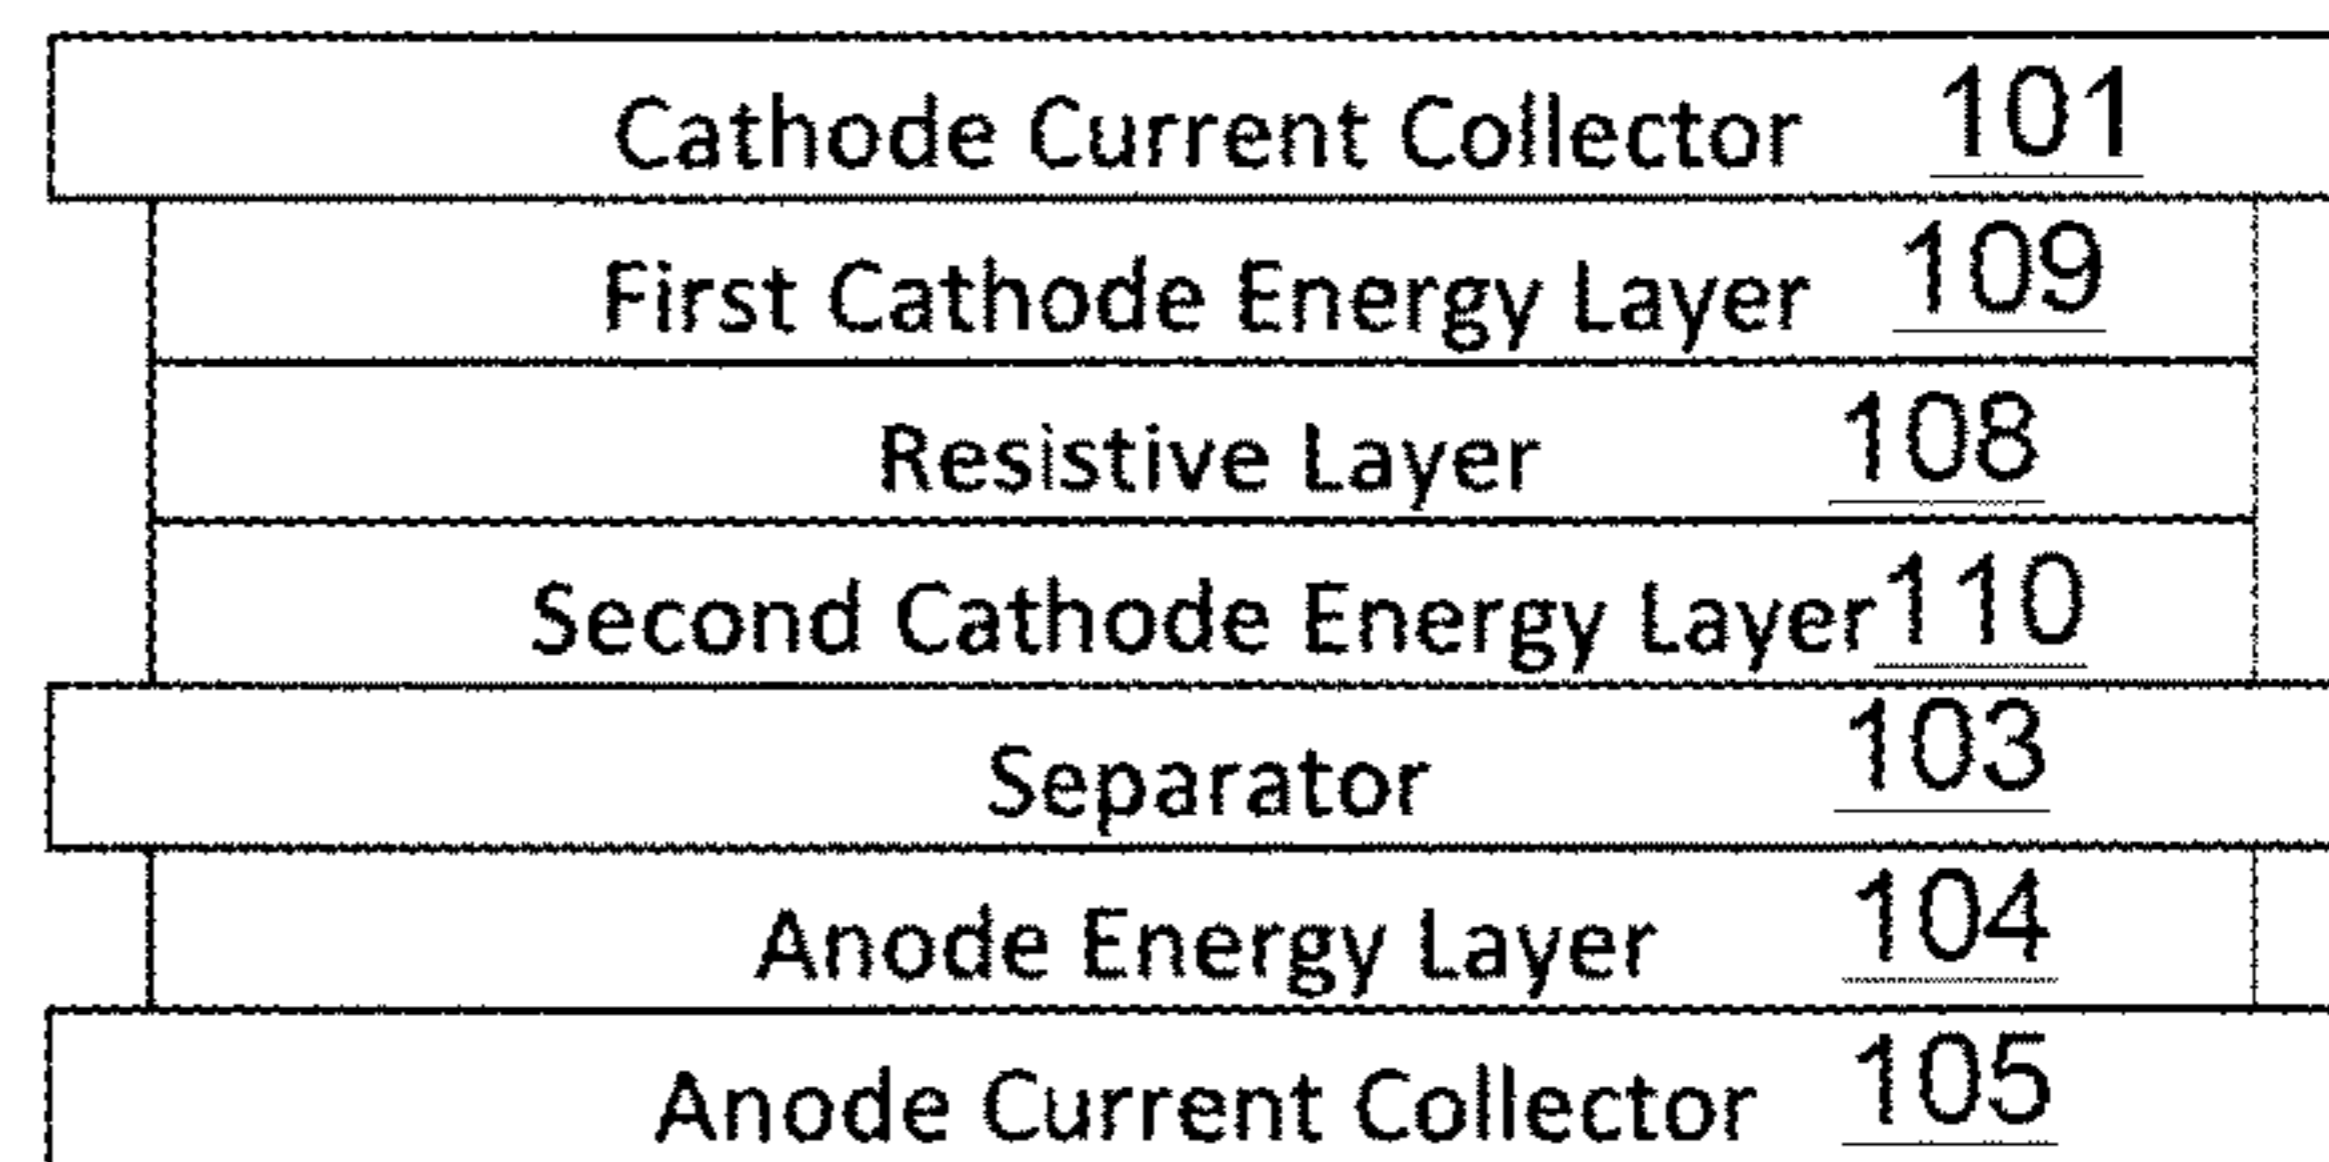 Cathode Current Collector 101
First Cathode Energy Layer 109
Resistive Layer 108
Second Cathode Energy Layer 110
Separator 103
Anode Energy Layer 104
Anode Current Collector 105